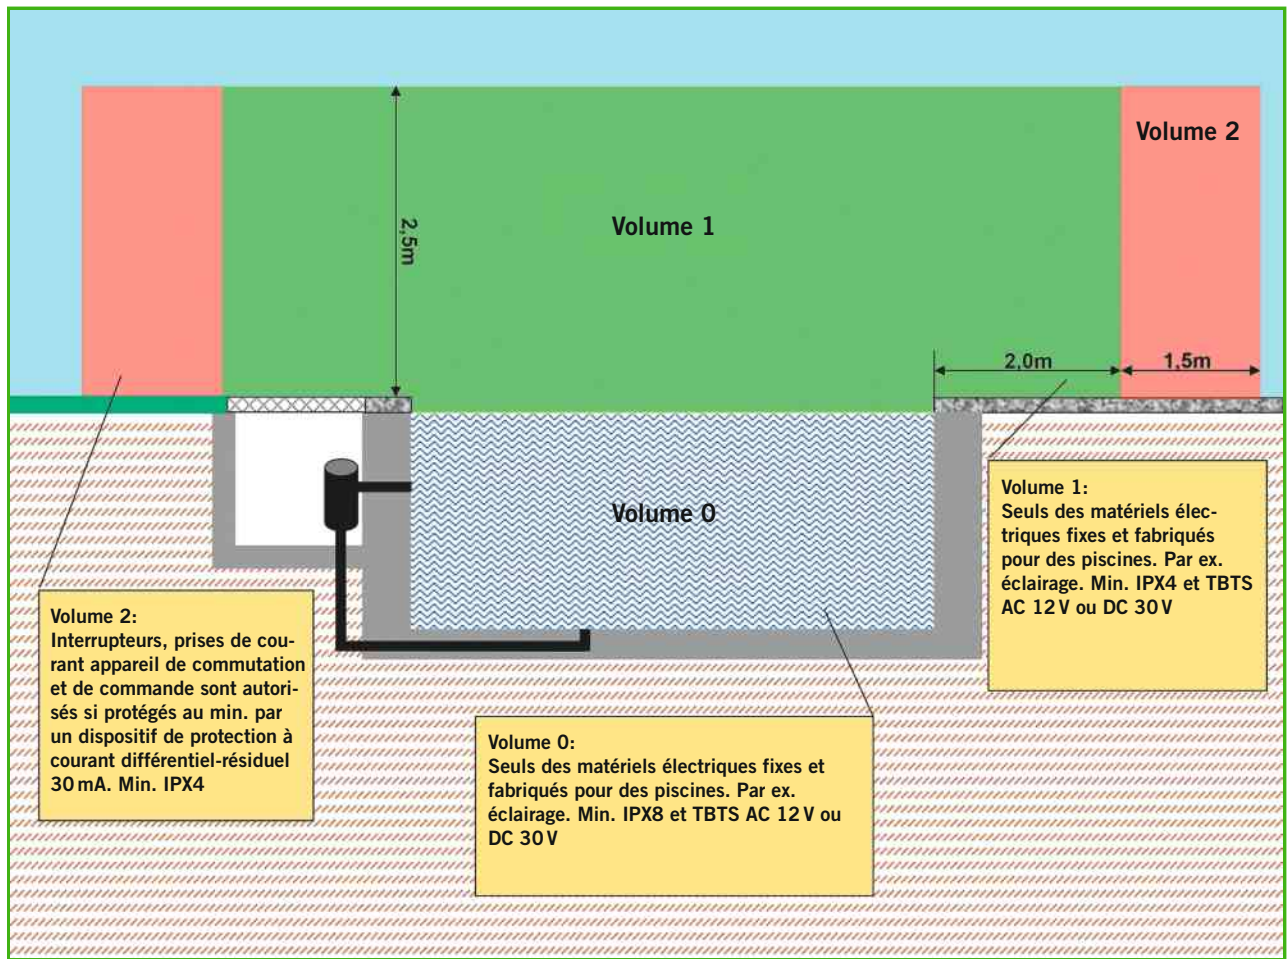 Volume 2
Volume 1
2,5m
2,0m
1,5m
Volume 0
Volume 1:
Seuls des matériels élec-
triques fixes et fabriqués
pour des piscines. Par ex.
éclairage. Min. IPX4 et TBTS
AC 12 V ou DC 30 V
Volume 2:
Interrupteurs, prises de cou-
rant appareil de commutation
et de commande sont autori-
sés si protégés au min. par
un dispositif de protection à
courant différentiel-résiduel
30 mA. Min. IPX4
Volume 0:
Seuls des matériels électriques fixes et
fabriqués pour des piscines. Par ex.
éclairage. Min. IPX8 et TBTS AC 12 V ou
DC 30 V